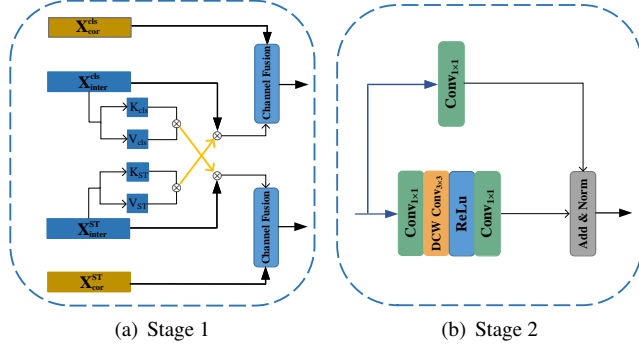 X^cls_cor
X^cls_inter
K_cls
V_cls
Channel Fusion
K_ST
V_ST
X^ST_inter
Channel Fusion
X^ST_cor
(a) Stage 1
Conv_1×1
Conv_1×1
DCW Conv_3×3
ReLu
Conv_1×1
Add & Norm
(b) Stage 2